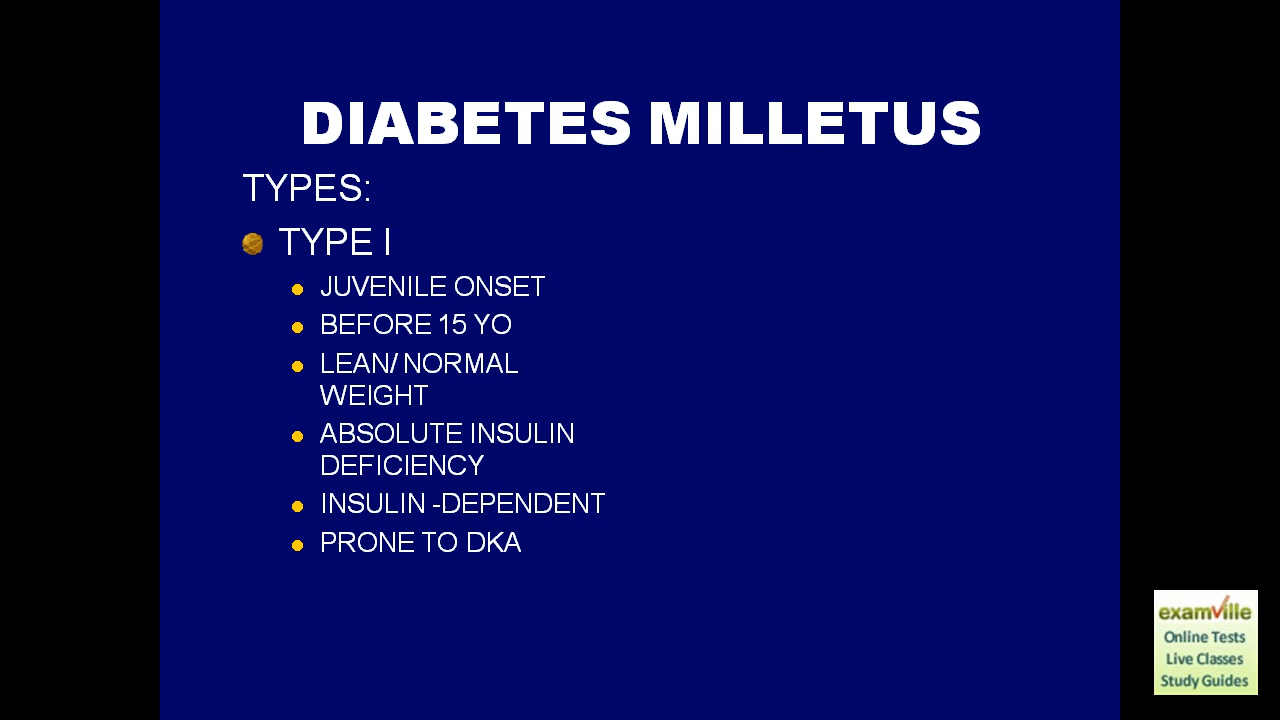 DIABETES MILLETUS
TYPES:
TYPE I
JUVENILE ONSET
BEFORE 15 YO
LEAN/ NORMAL
WEIGHT
ABSOLUTE INSULIN
DEFICIENCY
INSULIN -DEPENDENT
PRONE TO DKA
examville
Online Tests
Live Classes
Study Guides